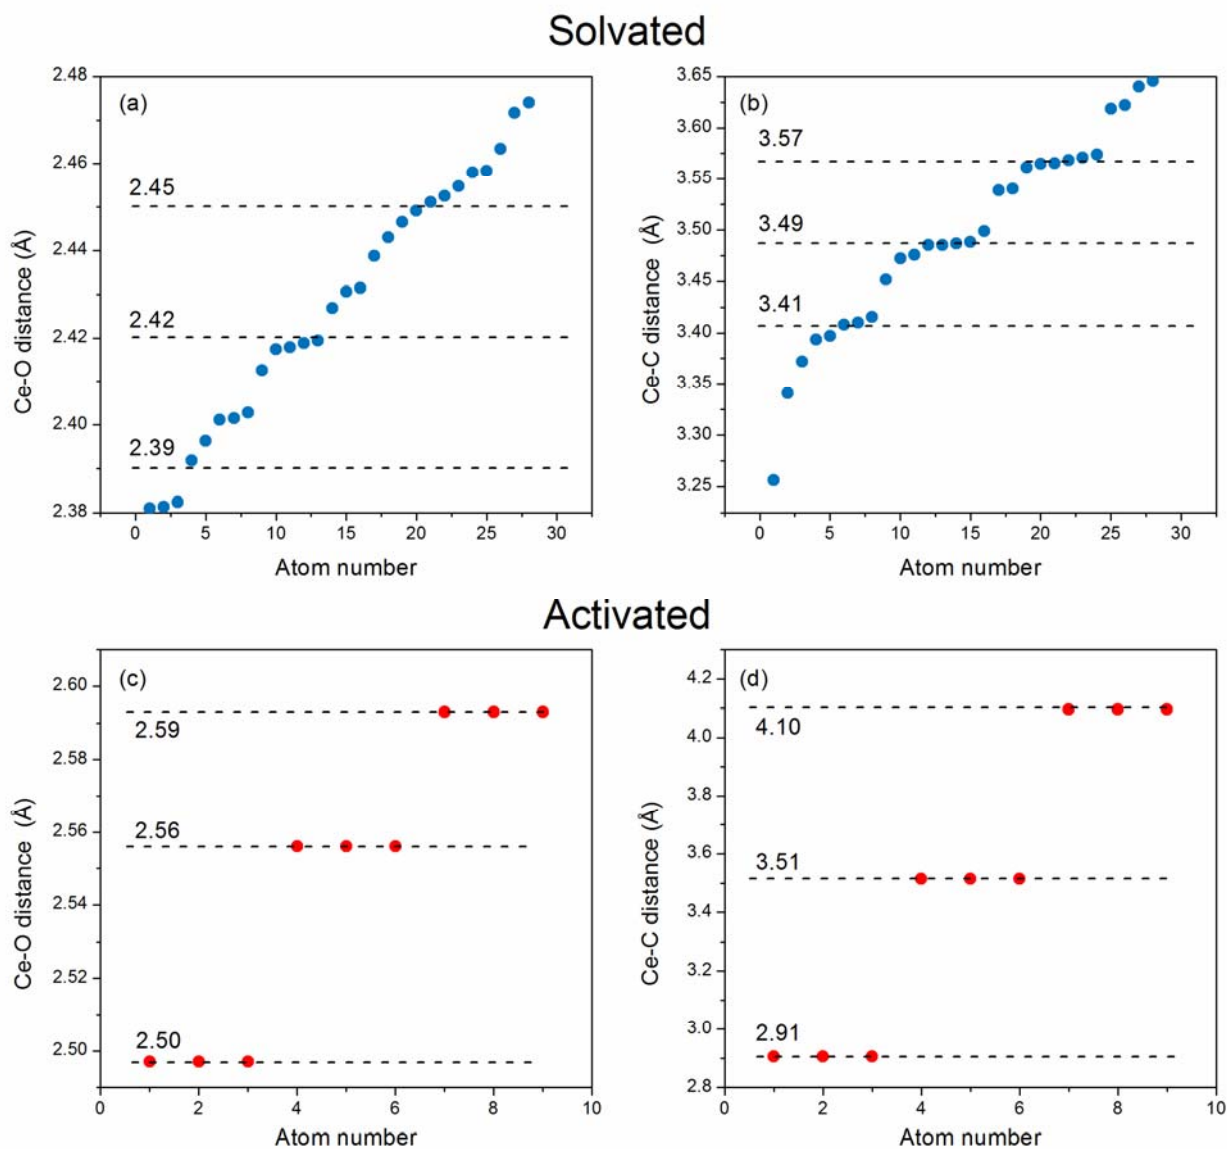 Solvated
(a)
2.48
2.46
2.44
2.42
2.40
2.38
2.45
2.42
2.39
Ce-O distance (Å)
0 5 10 15 20 25 30
Atom number
(b)
3.65
3.60
3.55
3.50
3.45
3.40
3.35
3.30
3.25
3.57
3.49
3.41
Ce-C distance (Å)
0 5 10 15 20 25 30
Atom number
Activated
(c)
2.60
2.58
2.56
2.54
2.52
2.50
2.59
2.56
2.50
Ce-O distance (Å)
0 2 4 6 8 10
Atom number
(d)
4.2
4.0
3.8
3.6
3.4
3.2
3.0
2.8
4.10
3.51
2.91
Ce-C distance (Å)
0 2 4 6 8 10
Atom number